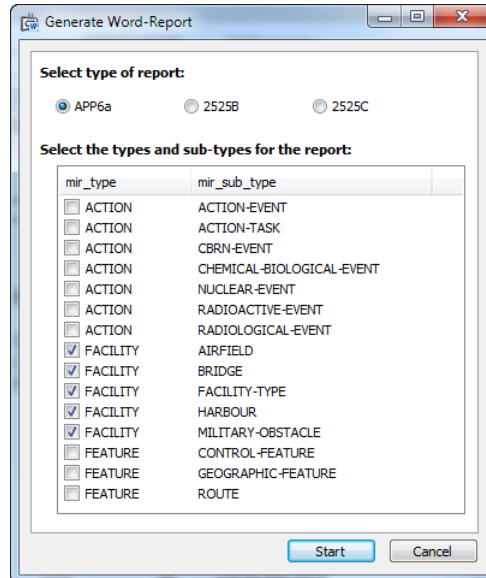 Generate Word-Report
Select type of report:
APP6a 2525B 2525C
Select the types and sub-types for the report:
mir_type mir_sub_type
ACTION ACTION-EVENT
ACTION ACTION-TASK
ACTION CBRN-EVENT
ACTION CHEMICAL-BIOLOGICAL-EVENT
ACTION NUCLEAR-EVENT
ACTION RADIOACTIVE-EVENT
ACTION RADIOLOGICAL-EVENT
FACILITY AIRFIELD
FACILITY BRIDGE
FACILITY FACILITY-TYPE
FACILITY HARBOUR
FACILITY MILITARY-OBSTACLE
FEATURE CONTROL-FEATURE
FEATURE GEOGRAPHIC-FEATURE
FEATURE ROUTE
Start Cancel